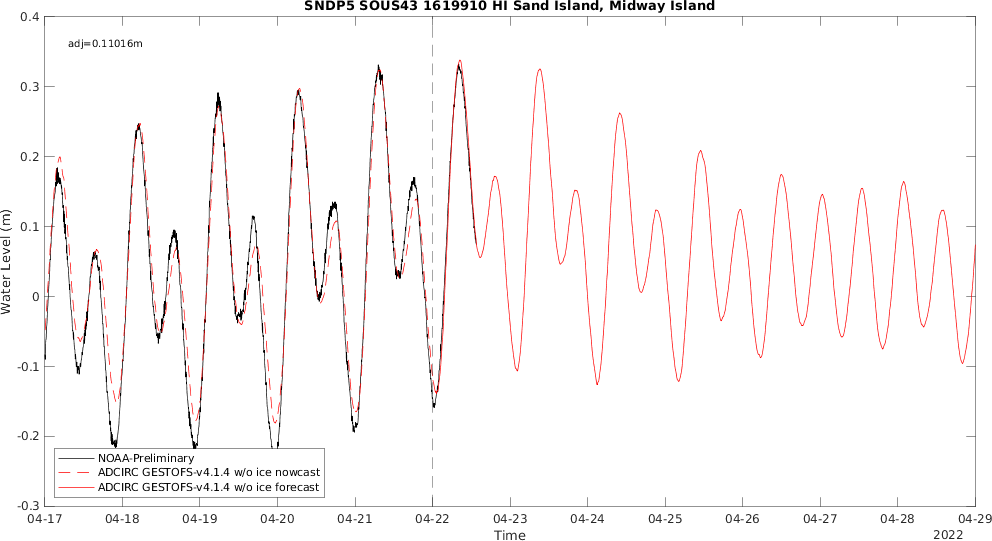 SNDP5 SOUS43 1619910 HI Sand Island, Midway Island
adj=0.11016m
Water Level (m)
0.4
0.3
0.2
0.1
0
-0.1
-0.2
-0.3
NOAA-Preliminary
ADCIRC GESTOFS-v4.1.4 w/o ice nowcast
ADCIRC GESTOFS-v4.1.4 w/o ice forecast
04-17 04-18 04-19 04-20 04-21 04-22 04-23 04-24 04-25 04-26 04-27 04-28 04-29
Time
2022